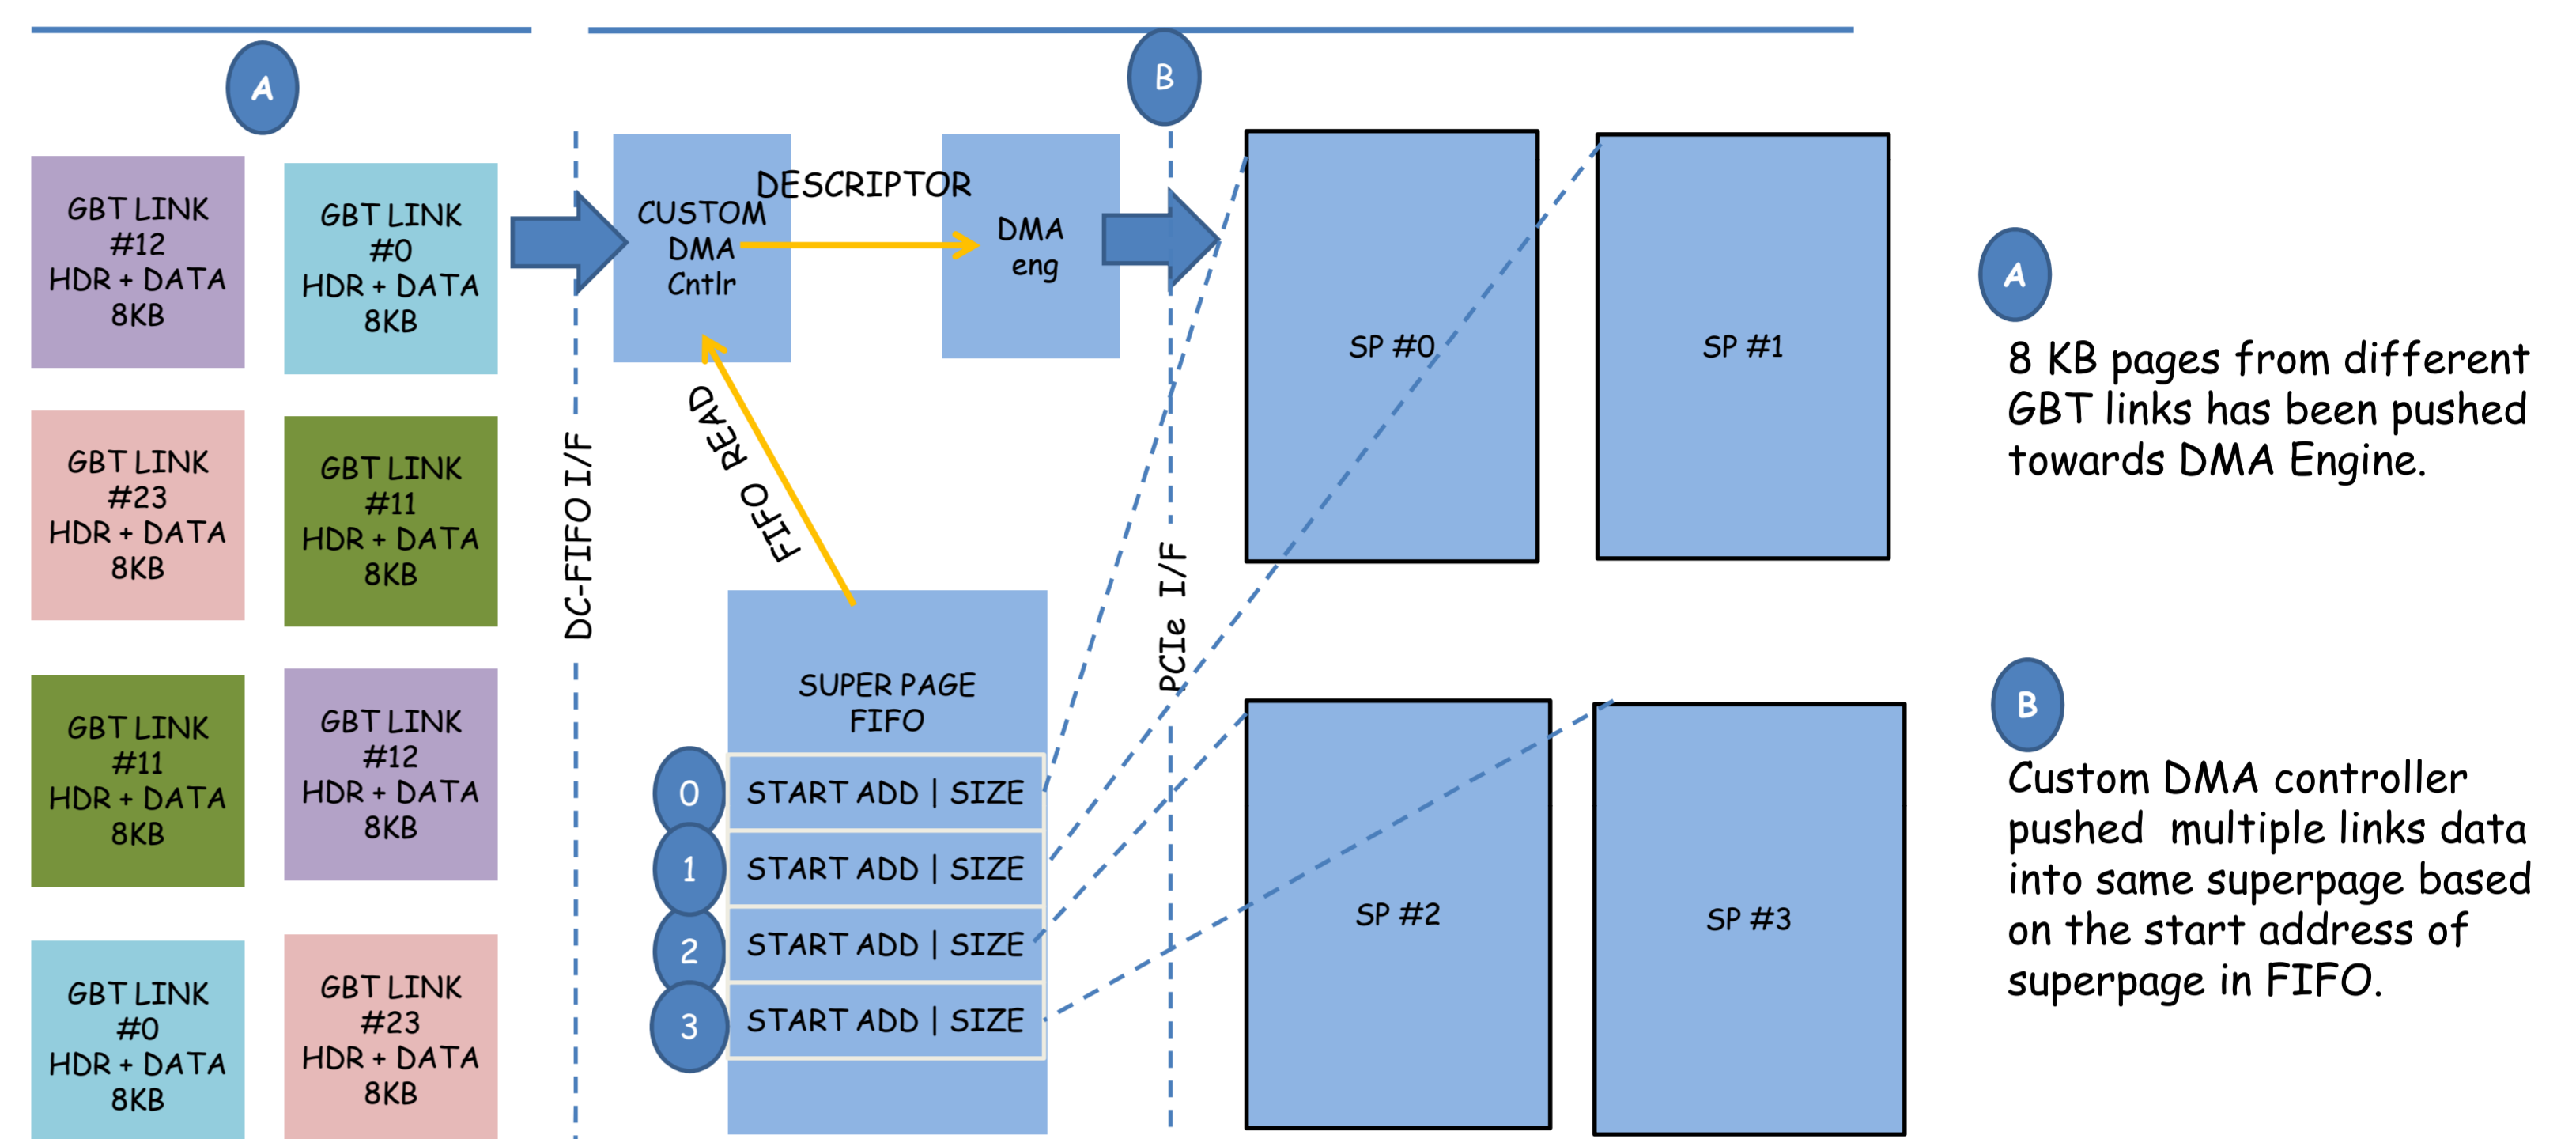 A
B
GBT LINK
#12
HDR + DATA
8KB
GBT LINK
#0
HDR + DATA
8KB
GBT LINK
#23
HDR + DATA
8KB
GBT LINK
#11
HDR + DATA
8KB
GBT LINK
#11
HDR + DATA
8KB
GBT LINK
#12
HDR + DATA
8KB
GBT LINK
#0
HDR + DATA
8KB
GBT LINK
#23
HDR + DATA
8KB
DC-FIFO I/F
CUSTOM
DMA
Cntlr
DESCRIPTOR
DMA
eng
FIFO READ
SUPER PAGE
FIFO
0
START ADD | SIZE
1
START ADD | SIZE
2
START ADD | SIZE
3
START ADD | SIZE
PCIe I/F
SP #0
SP #1
SP #2
SP #3
A
8 KB pages from different
GBT links has been pushed
towards DMA Engine.
B
Custom DMA controller
pushed  multiple links data
into same superpage based
on the start address of
superpage in FIFO.